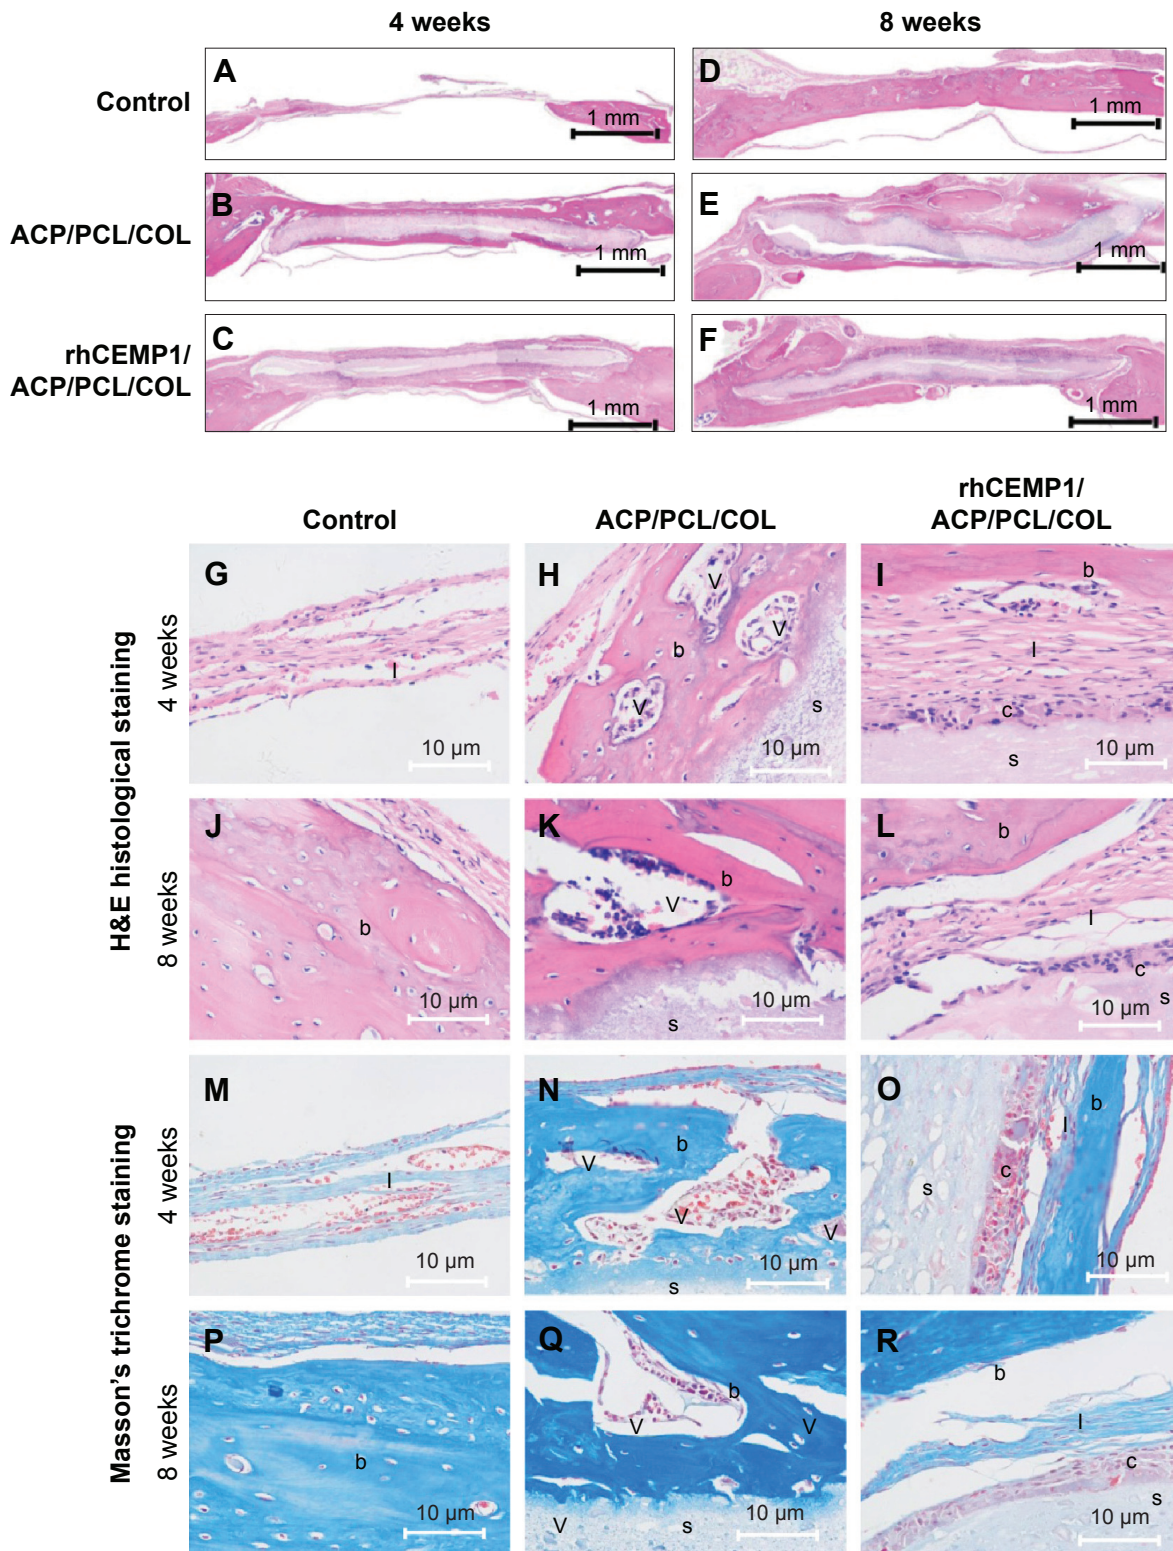 4 weeks
8 weeks
Control
A
1 mm
D
1 mm
ACP/PCL/COL
B
1 mm
E
1 mm
rhCEMP1/
ACP/PCL/COL
C
1 mm
F
1 mm
Control
ACP/PCL/COL
rhCEMP1/
ACP/PCL/COL
H&E histological staining
4 weeks
G
l
10 µm
H
V
V
b
V
s
10 µm
I
b
l
c
s
10 µm
8 weeks
J
b
10 µm
K
b
V
s
10 µm
L
b
l
c
s
10 µm
Masson's trichrome staining
4 weeks
M
l
10 µm
N
b
V
V
V
s
10 µm
O
b
l
c
s
10 µm
8 weeks
P
b
10 µm
Q
b
V
V
V
s
10 µm
R
b
l
c
s
10 µm